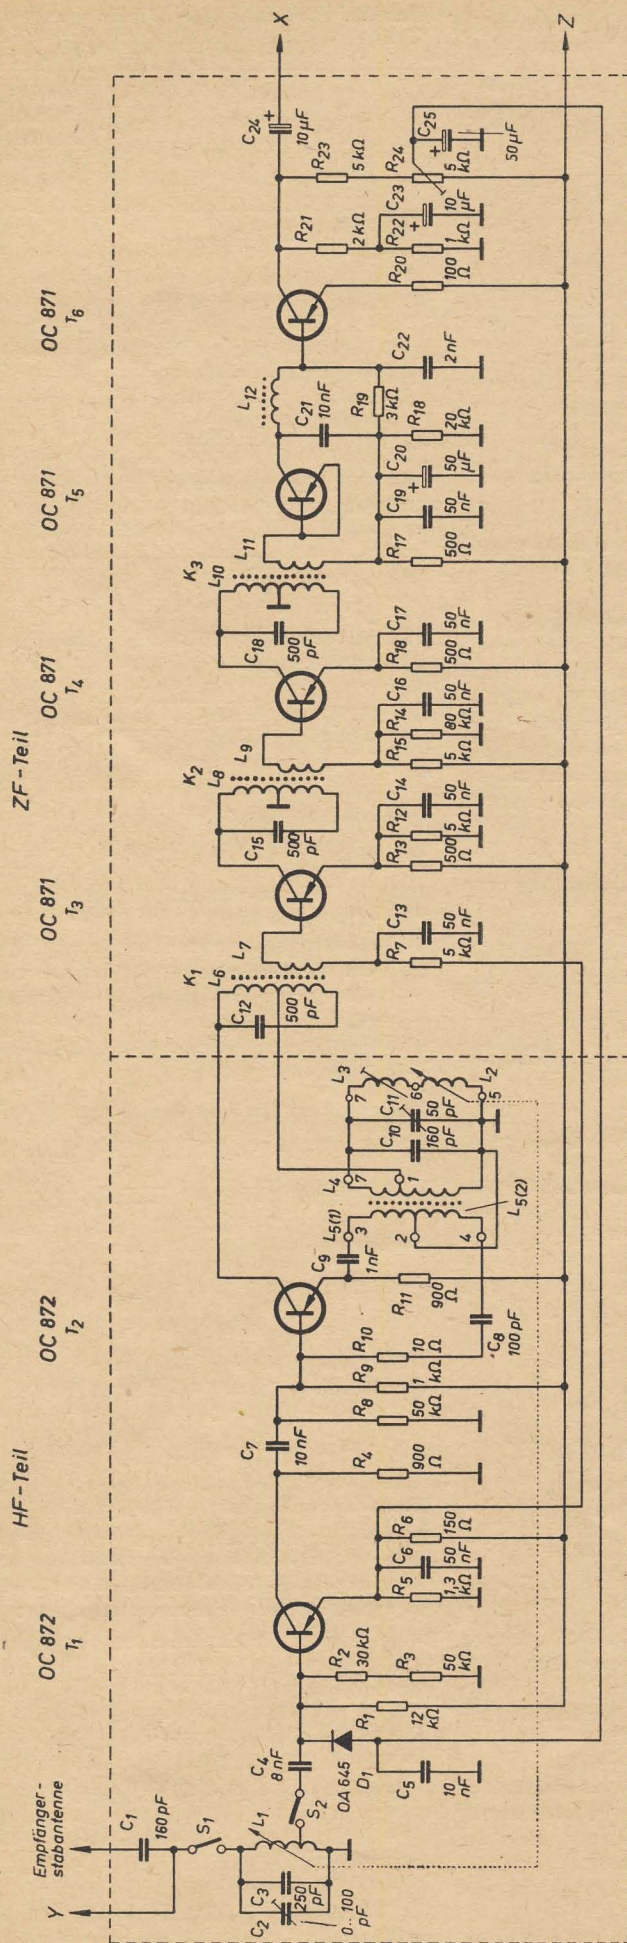 HF-Teil
ZF-Teil
OC 872
T1
OC 872
T2
OC 871
T3
OC 871
T4
OC 871
T5
OC 871
T6
Empfänger-
stabantenne
Y
X
Z
C1
160 pF
S1
L1
C2
0...100
pF
C3
250
pF
S2
C4
8 nF
OA 645
D1
C5
10
nF
R1
12
kΩ
R2
30 kΩ
R3
50
kΩ
R5
1,3
kΩ
C6
50
nF
R6
150
Ω
R4
900
Ω
C7
10 nF
R8
50
kΩ
R9
1
kΩ
R10
10
Ω
C8
100 pF
R11
900
Ω
C9
1 nF
L5(1)
3
2
4
L5(2)
L4
7
1
C10
160
pF
C11
50
pF
L3
7
6
L2
5
K1
L6
C12
500
pF
L7
R7
5
kΩ
C13
50
nF
R13
500
Ω
R12
5
kΩ
C14
50
nF
C15
500
pF
K2
L8
L9
R15
5
kΩ
R14
80
kΩ
C16
50
nF
R18
500
Ω
C17
50
nF
C18
500
pF
K3
L10
L11
R17
500
Ω
C19
50
nF
C20
+
50
µF
R18
20
kΩ
R19
3 kΩ
C21
10 nF
L12
C22
2 nF
R20
100
Ω
R21
2 kΩ
R22
1
kΩ
C23
+
10
µF
R23
5 kΩ
R24
5
kΩ
C24
+
10 µF
C25
+
50 µF